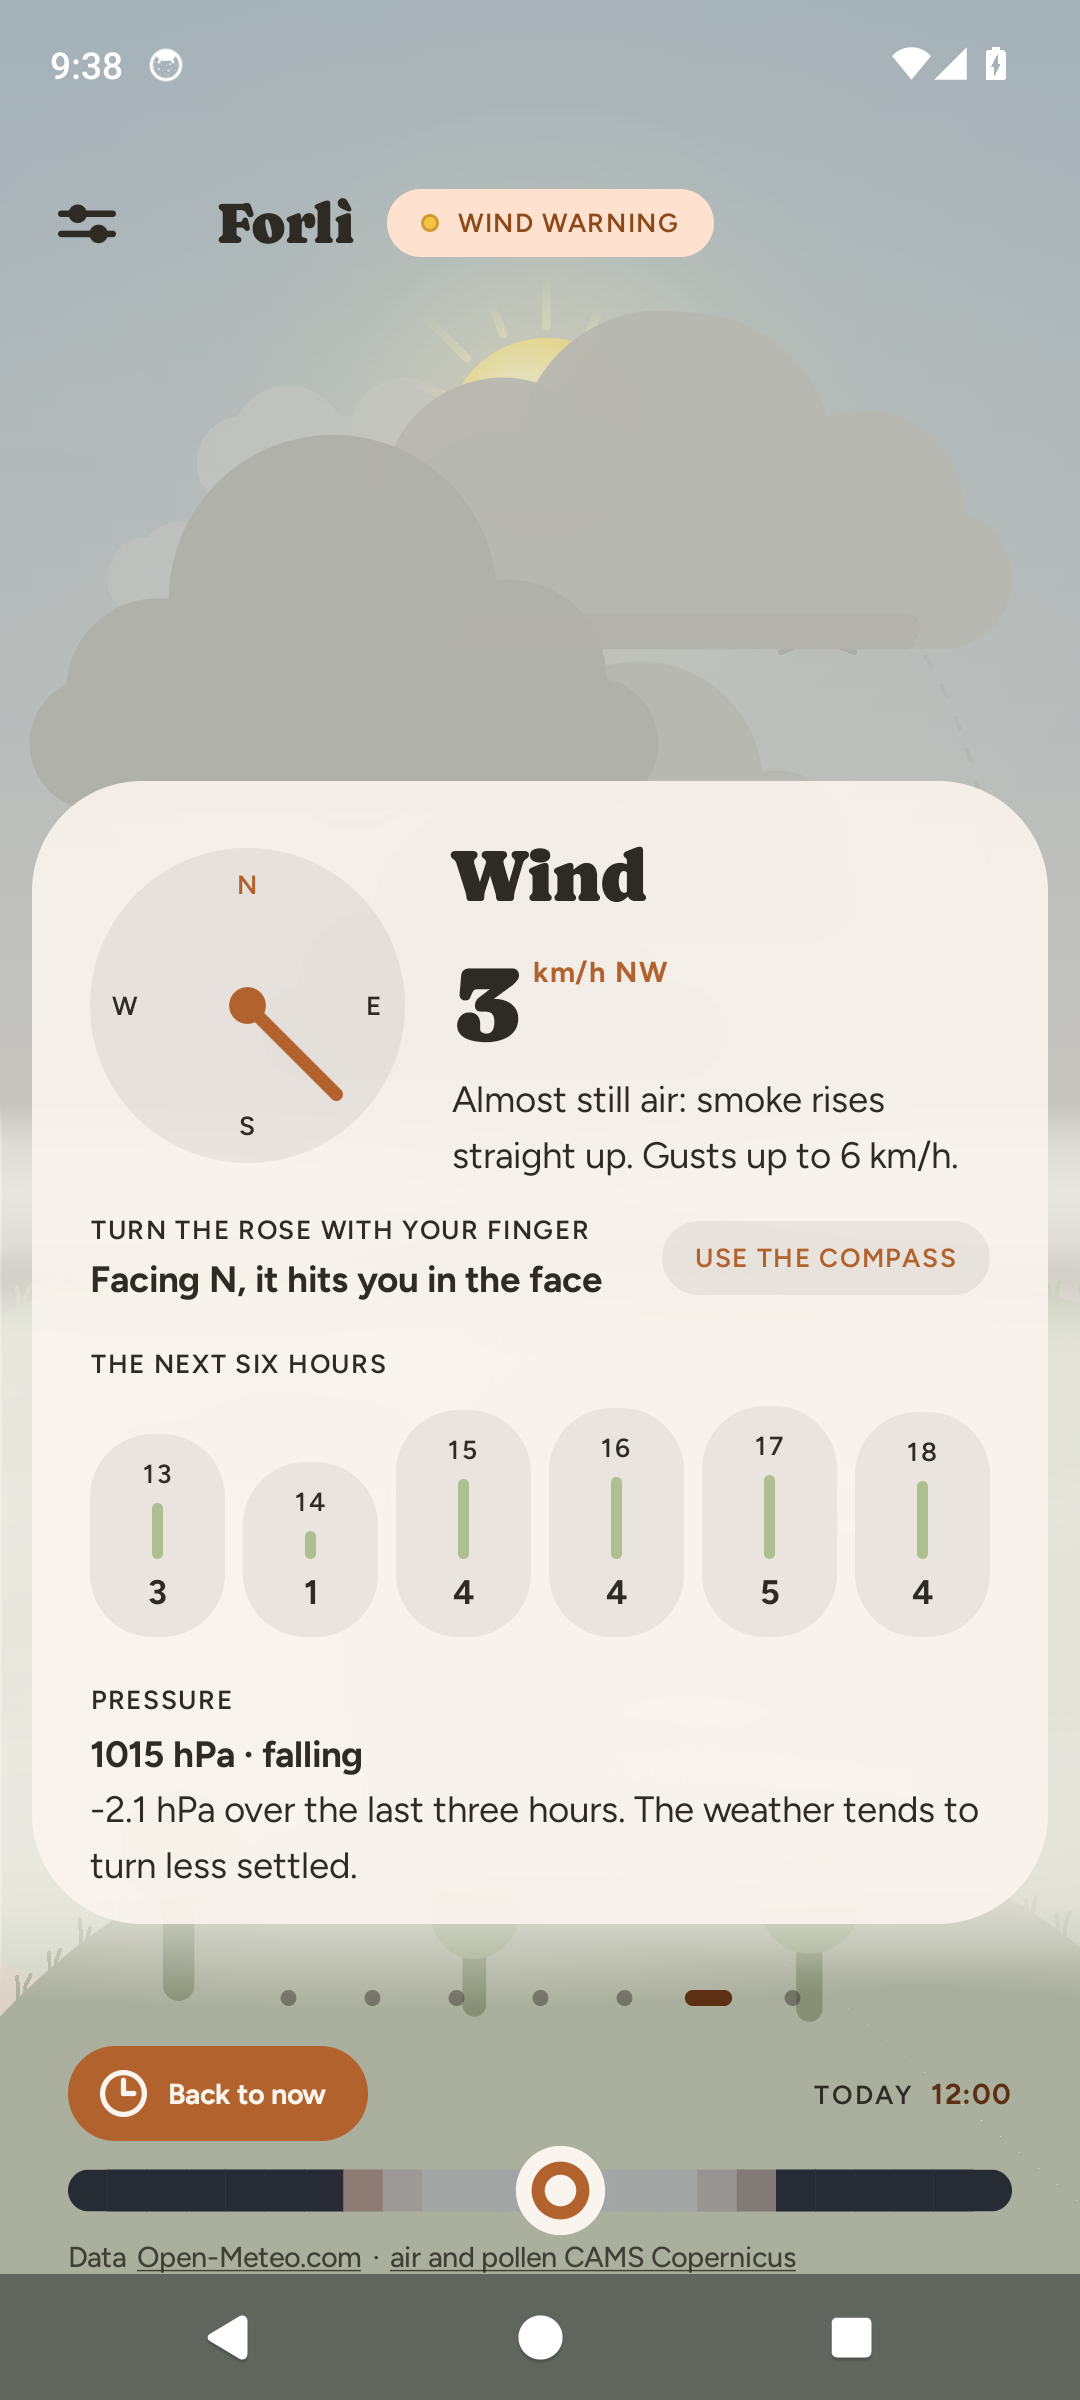 9:38
Forlì
WIND WARNING
Wind
N
W
E
S
3 km/h NW
Almost still air: smoke rises
straight up. Gusts up to 6 km/h.
TURN THE ROSE WITH YOUR FINGER
Facing N, it hits you in the face
USE THE COMPASS
THE NEXT SIX HOURS
13 14 15 16 17 18
3 1 4 4 5 4
PRESSURE
1015 hPa · falling
-2.1 hPa over the last three hours. The weather tends to
turn less settled.
Back to now
TODAY 12:00
Data Open-Meteo.com · air and pollen CAMS Copernicus